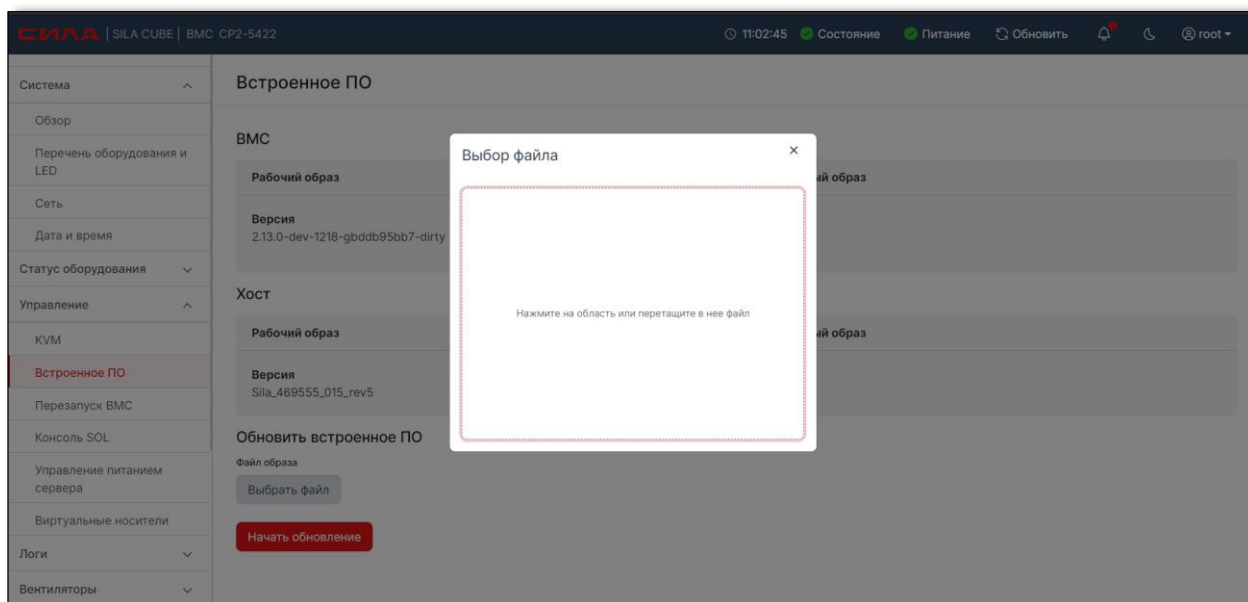 СИЛА | SILA CUBE | BMC CP2-5422
11:02:45 Состояние Питание Обновить root
Система
Обзор
Перечень оборудования и
LED
Сеть
Дата и время
Статус оборудования
Управление
KVM
Встроенное ПО
Перезапуск BMC
Консоль SOL
Управление питанием
сервера
Виртуальные носители
Логи
Вентиляторы
Встроенное ПО
BMC
Рабочий образ
ый образ
Версия
2.13.0-dev-1218-gbddb95bb7-dirty
Хост
Рабочий образ
ый образ
Версия
Sila_469555_015_rev5
Обновить встроенное ПО
Файл образа
Выбрать файл
Начать обновление
Выбор файла
Нажмите на область или перетащите в нее файл